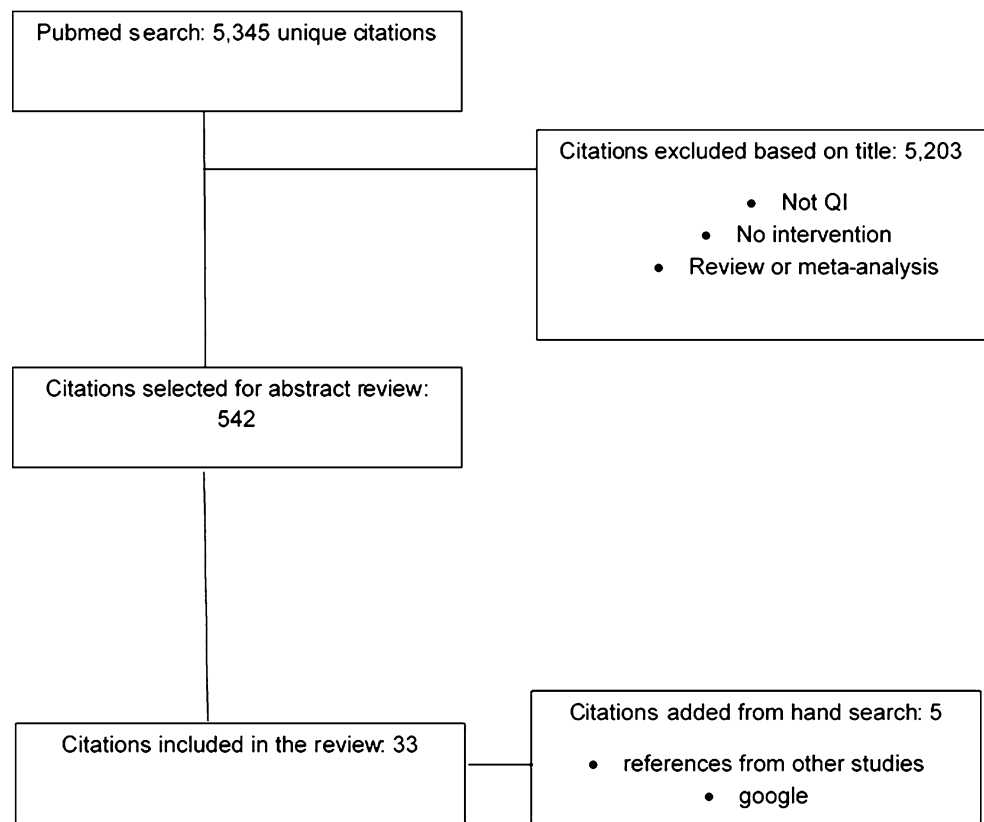 Pubmed search: 5,345 unique citations
Citations excluded based on title: 5,203
• Not QI
• No intervention
• Review or meta-analysis
Citations selected for abstract review:
542
Citations included in the review: 33
Citations added from hand search: 5
• references from other studies
• google